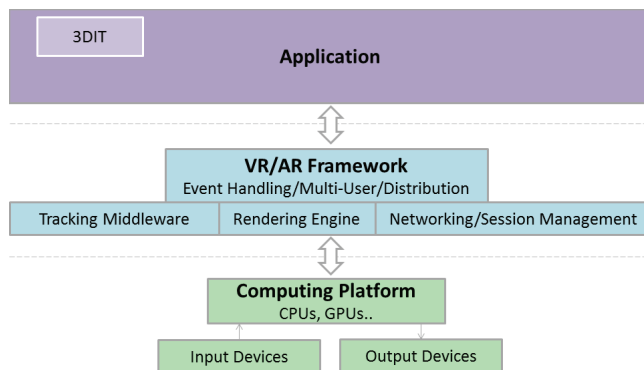 3DIT
Application
VR/AR Framework
Event Handling/Multi-User/Distribution
Tracking Middleware
Rendering Engine
Networking/Session Management
Computing Platform
CPUs, GPUs..
Input Devices
Output Devices